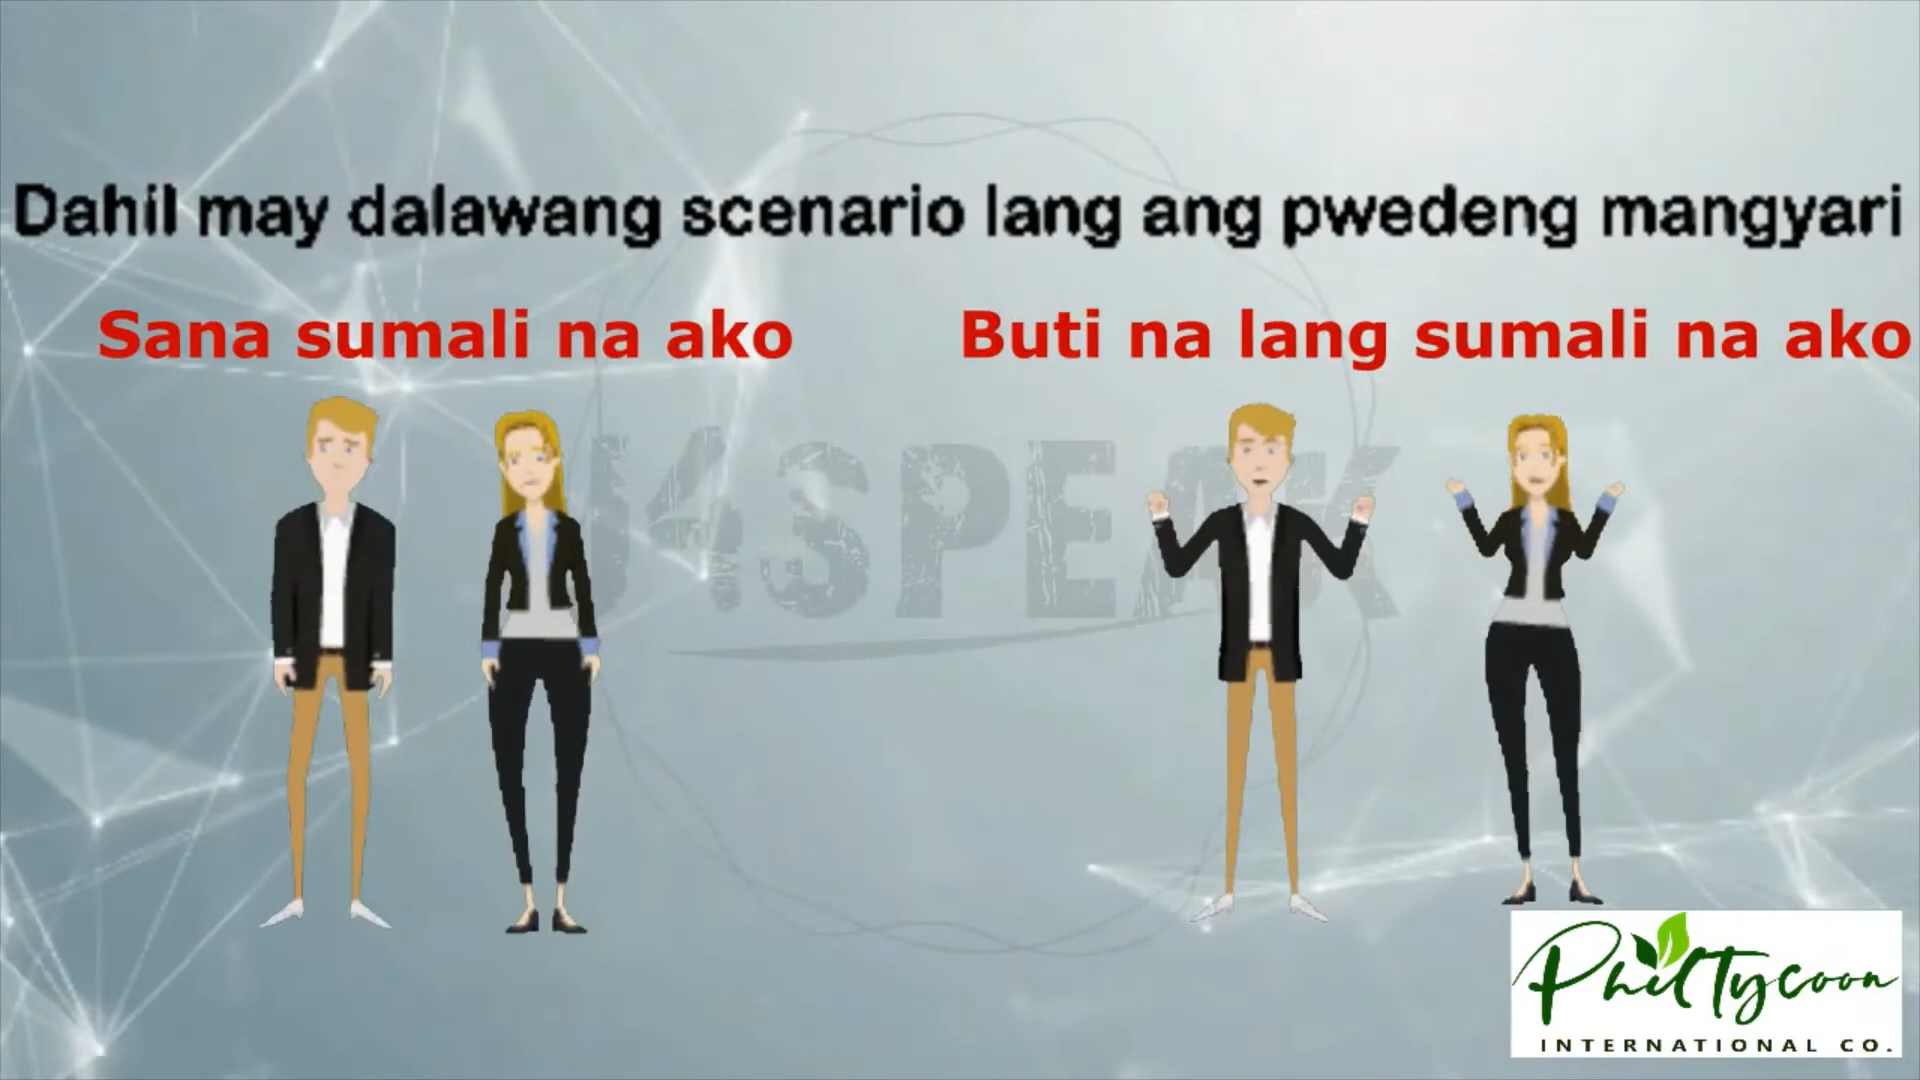 Dahil may dalawang scenario lang ang pwedeng mangyari
Sana sumali na ako
Buti na lang sumali na ako
PhilTycoon
INTERNATIONAL CO.